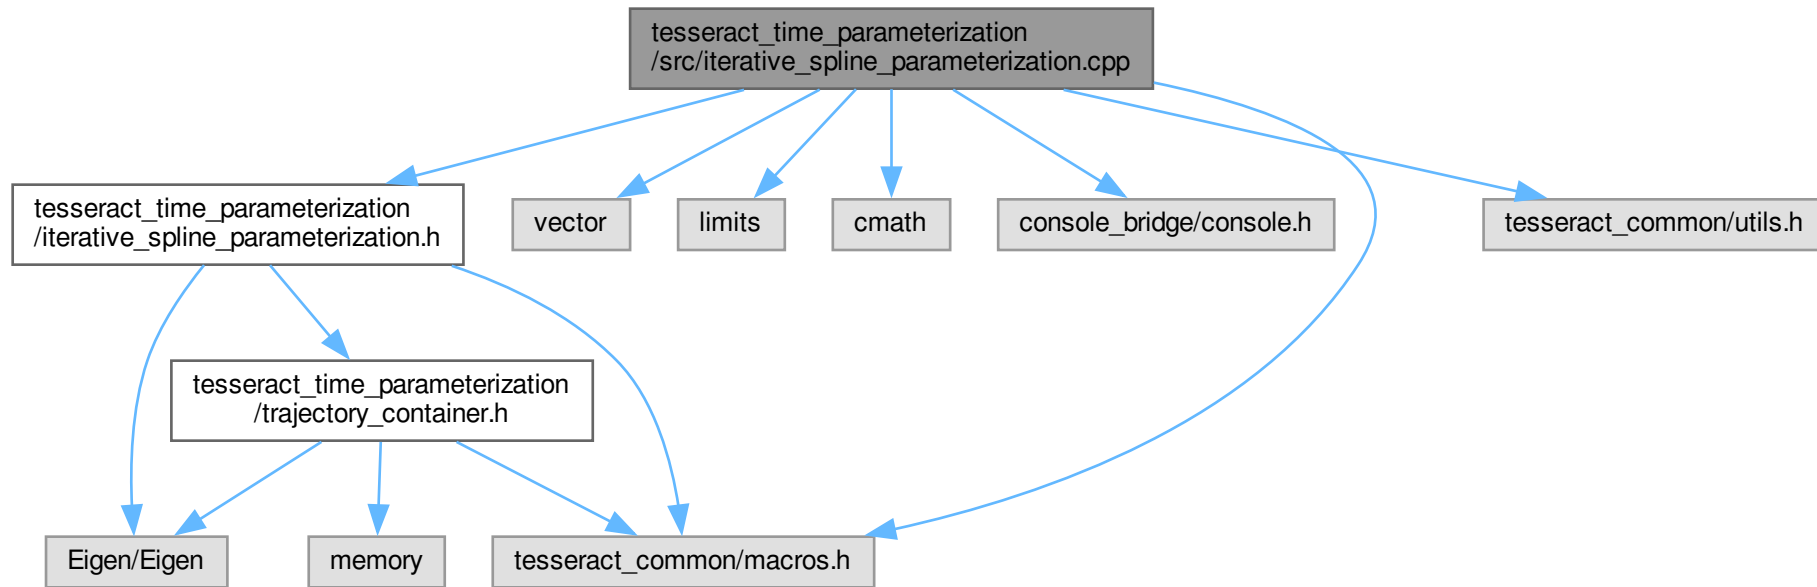 tesseract_time_parameterization
/src/iterative_spline_parameterization.cpp
tesseract_time_parameterization
/iterative_spline_parameterization.h
vector
limits
cmath
console_bridge/console.h
tesseract_common/utils.h
tesseract_time_parameterization
/trajectory_container.h
Eigen/Eigen
memory
tesseract_common/macros.h